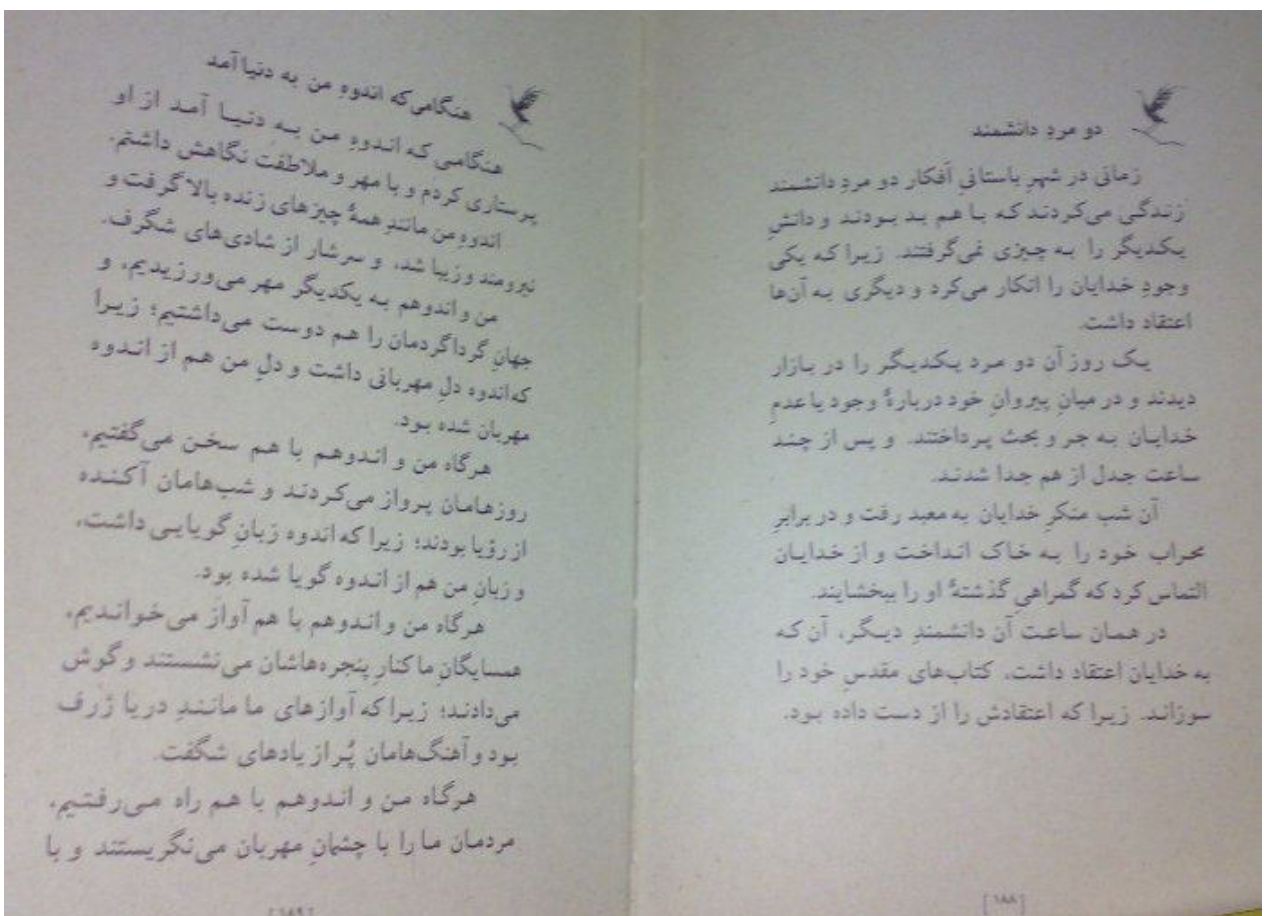 دو مردِ دانشمند
زمانی در شهرِ باستانیِ اَفکار دو مردِ دانشمند
زندگی می‌کردند که با هم بد بودند و دانشِ
یکدیگر را به چیزی نمی‌گرفتند. زیرا که یکی
وجودِ خدایان را انکار می‌کرد و دیگری به آن‌ها
اعتقاد داشت.
یک روز آن دو مرد یکدیگر را در بازار
دیدند و در میانِ پیروانِ خود دربارهٔ وجود یا عدمِ
خدایان به جر و بحث پرداختند. و پس از چند
ساعت جدل از هم جدا شدند.
آن شب منکرِ خدایان به معبد رفت و در برابرِ
محراب خود را به خاک انداخت و از خدایان
التماس کرد که گمراهیِ گذشتهٔ او را ببخشایند.
در همان ساعت آن دانشمندِ دیگر، آن که
به خدایان اعتقاد داشت، کتاب‌های مقدسِ خود را
سوزاند. زیرا که اعتقادش را از دست داده بود.
[۱۸۸]
هنگامی‌که اندوهِ من به دنیا آمد
هنگامی که اندوهِ من به دنیا آمد از او
پرستاری کردم و با مهر و ملاطفت نگاهش داشتم.
اندوهِ من مانندِ همهٔ چیزهای زنده بالا گرفت و
نیرومند و زیبا شد، و سرشار از شادی‌های شگرف.
من و اندوهم به یکدیگر مهر می‌ورزیدیم، و
جهانِ گرداگردمان را هم دوست می‌داشتیم؛ زیرا
که اندوه دلِ مهربانی داشت و دلِ من هم از اندوه
مهربان شده بود.
هرگاه من و اندوهم با هم سخن می‌گفتیم،
روزهامان پرواز می‌کردند و شب‌هامان آکنده
از رؤیا بودند؛ زیرا که اندوه زبانِ گویایی داشت،
و زبانِ من هم از اندوه گویا شده بود.
هرگاه من و اندوهم با هم آواز می‌خواندیم،
همسایگانِ ما کنارِ پنجره‌هاشان می‌نشستند و گوش
می‌دادند؛ زیرا که آوازهای ما مانندِ دریا ژرف
بود و آهنگ‌هامان پُر از یادهای شگفت.
هرگاه من و اندوهم با هم راه می‌رفتیم،
مردمان ما را با چشمانِ مهربان می‌نگریستند و با
[۱۸۹]